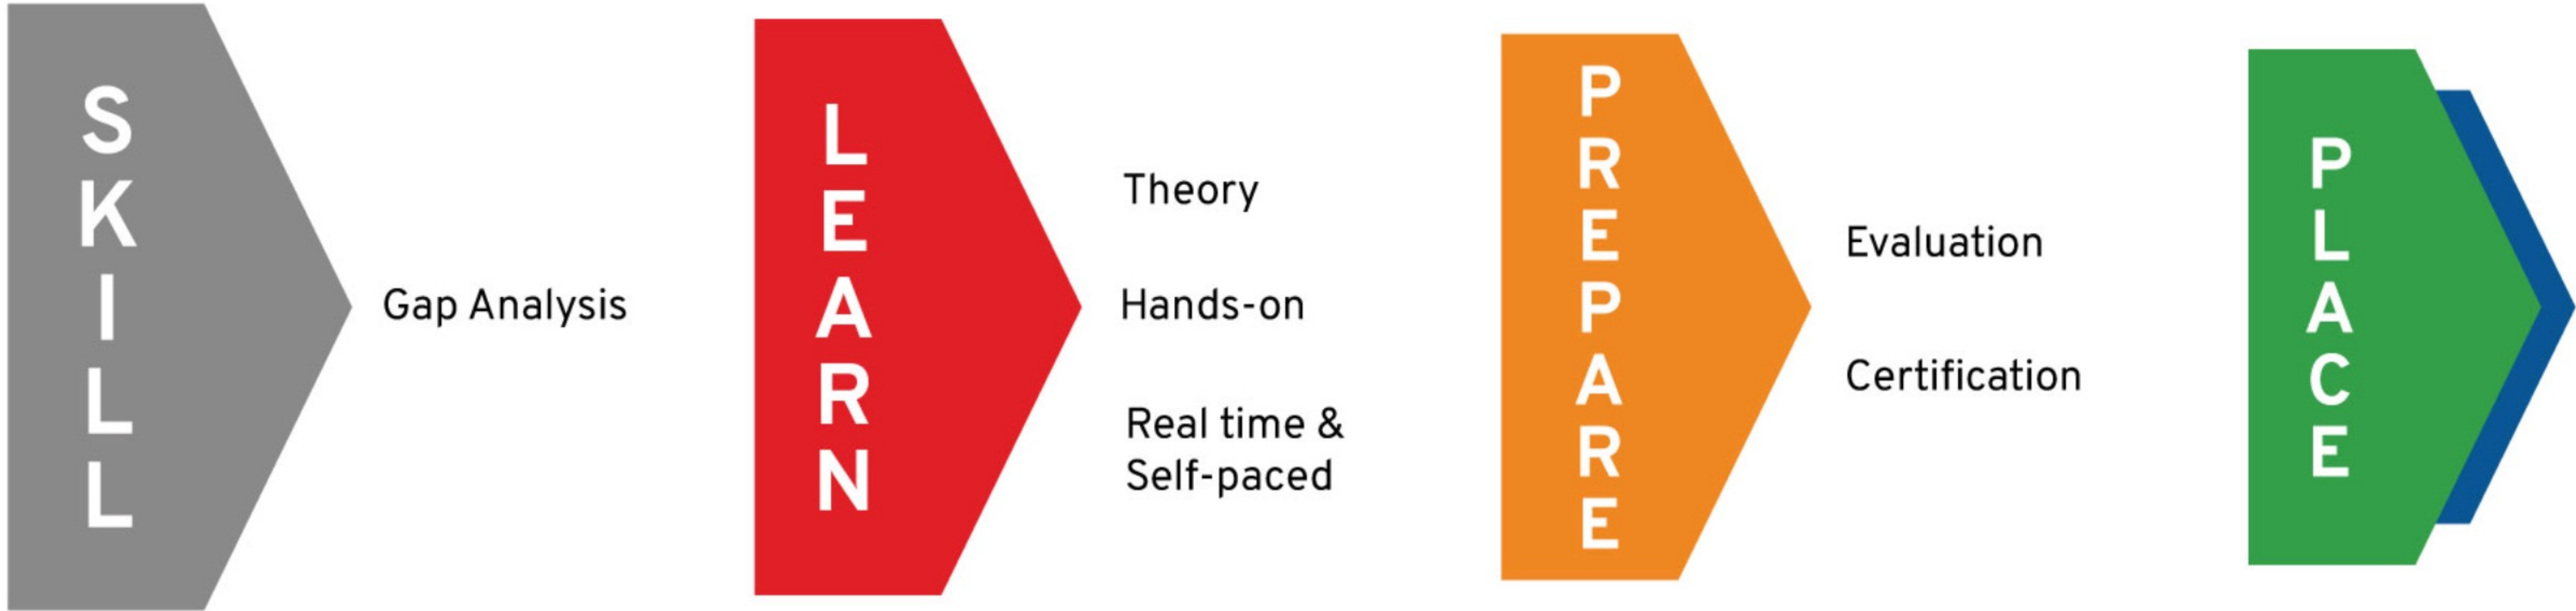 SKILL
Gap Analysis
LEARN
Theory
Hands-on
Real time &
Self-paced
PREPARE
Evaluation
Certification
PLACE